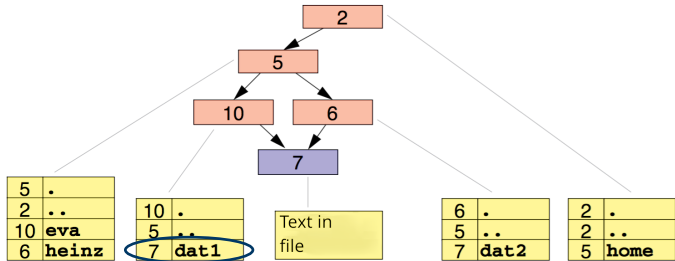 2
5
10 6
7
5 .
2 ..
10 eva
6 heinz
10 .
5 ..
7 dat1
Text in
file
6 .
5 ..
7 dat2
2 .
2 ..
5 home